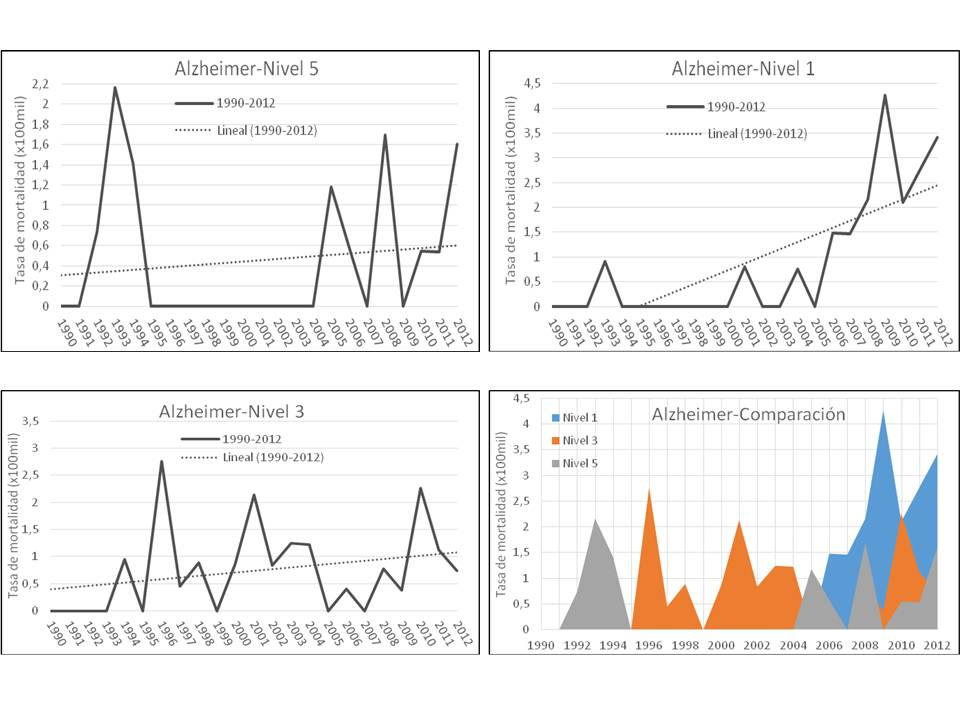 Alzheimer-Nivel 5
Tasa de mortalidad (x100mil)
2,2
2
1,8
1,6
1,4
1,2
1
0,8
0,6
0,4
0,2
0
1990-2012
Lineal (1990-2012)
1990 1991 1992 1993 1994 1995 1996 1997 1998 1999 2000 2001 2002 2003 2004 2005 2006 2007 2008 2009 2010 2011 2012
Alzheimer-Nivel 1
Tasa de mortalidad (x100mil)
4,5
4
3,5
3
2,5
2
1,5
1
0,5
0
1990-2012
Lineal (1990-2012)
1990 1991 1992 1993 1994 1995 1996 1997 1998 1999 2000 2001 2002 2003 2004 2005 2006 2007 2008 2009 2010 2011 2012
Alzheimer-Nivel 3
Tasa de mortalidad (x100mil)
3,5
3
2,5
2
1,5
1
0,5
0
1990-2012
Lineal (1990-2012)
1990 1991 1992 1993 1994 1995 1996 1997 1998 1999 2000 2001 2002 2003 2004 2005 2006 2007 2008 2009 2010 2011 2012
Alzheimer-Comparación
Tasa de mortalidad (x100mil)
4,5
4
3,5
3
2,5
2
1,5
1
0,5
0
Nivel 1
Nivel 3
Nivel 5
1990 1992 1994 1996 1998 2000 2002 2004 2006 2008 2010 2012